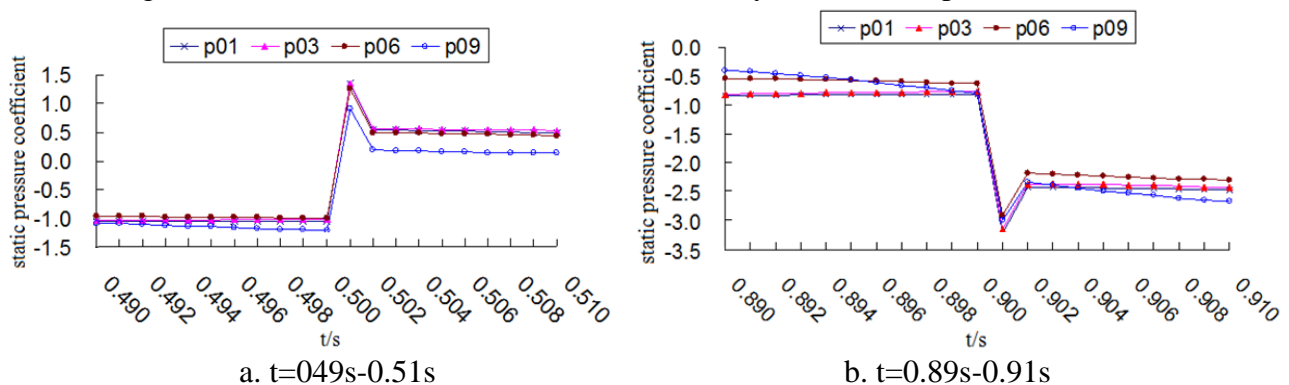 p01 p03 p06 p09
static pressure coefficient
1.5
1.0
0.5
0.0
-0.5
-1.0
-1.5
0.490 0.492 0.494 0.496 0.498 0.500 0.502 0.504 0.506 0.508 0.510
t/s
a. t=049s-0.51s
p01 p03 p06 p09
static pressure coefficient
0.0
-0.5
-1.0
-1.5
-2.0
-2.5
-3.0
-3.5
0.890 0.892 0.894 0.896 0.898 0.900 0.902 0.904 0.906 0.908 0.910
t/s
b. t=0.89s-0.91s